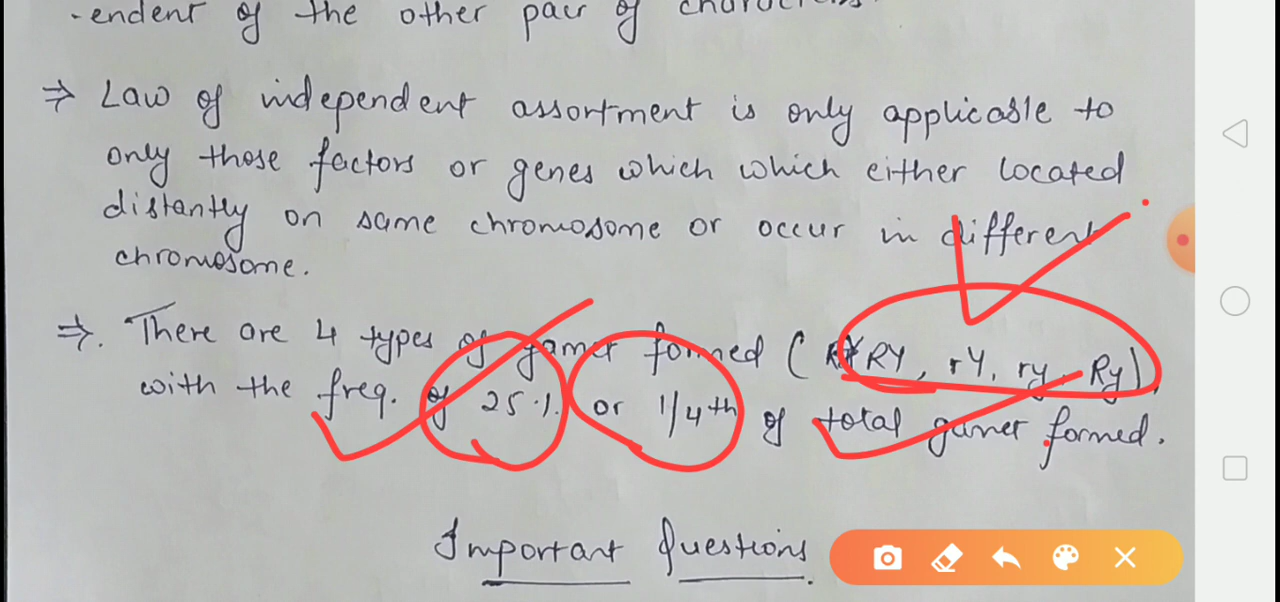 -endent of the other pair of characters.
⇒ Law of independent assortment is only applicable to
only those factors or genes which which either located
distantly on same chromosome or occur in different
chromosome.
⇒. There are 4 types of gamet formed ( RY, rY, ry, Ry),
with the freq. of 25%. or 1/4th of total gamet formed.
Important Questions.